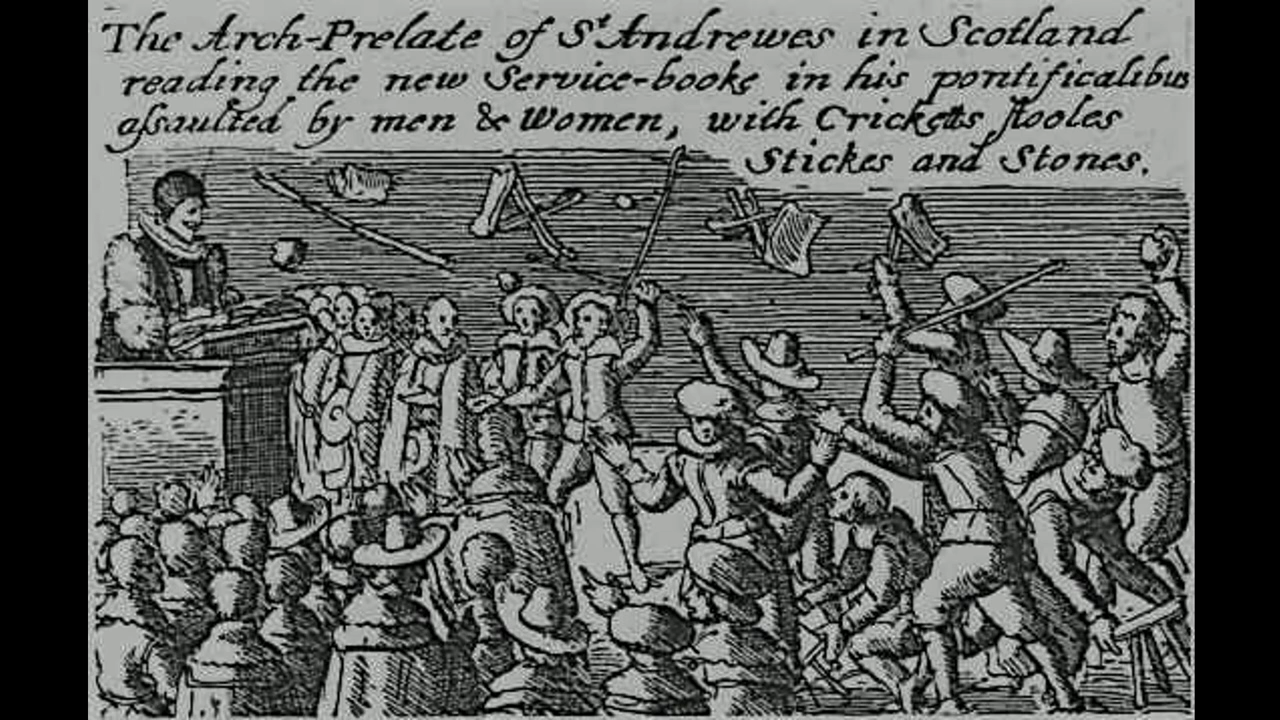 The Arch-Prelate of St Andrewes in Scotland
reading the new Service-booke in his pontificalibus
aſsaulted by men & Women, with Cricketts ſtooles
Stickes and Stones.